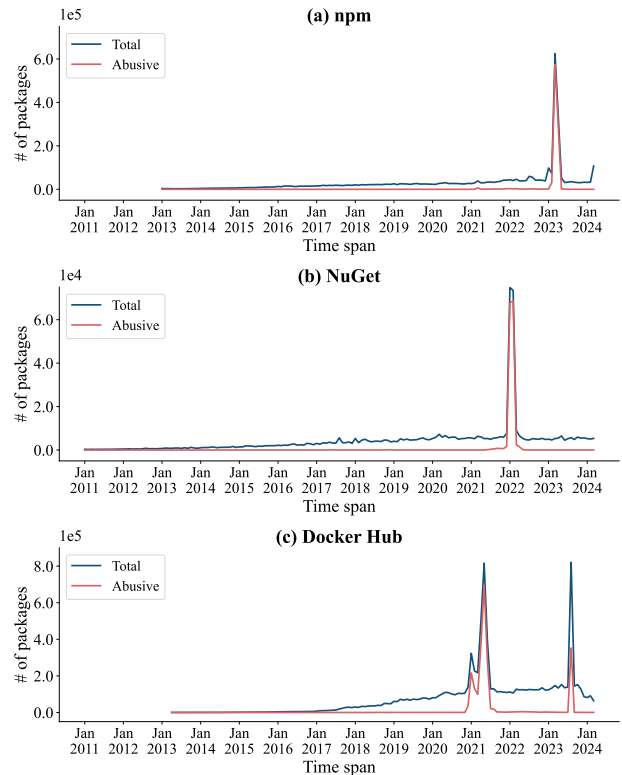 (a) npm
1e5
Total
Abusive
6.0
4.0
2.0
0.0
# of packages
Jan 2011 Jan 2012 Jan 2013 Jan 2014 Jan 2015 Jan 2016 Jan 2017 Jan 2018 Jan 2019 Jan 2020 Jan 2021 Jan 2022 Jan 2023 Jan 2024
Time span
(b) NuGet
1e4
Total
Abusive
6.0
4.0
2.0
0.0
# of packages
Jan 2011 Jan 2012 Jan 2013 Jan 2014 Jan 2015 Jan 2016 Jan 2017 Jan 2018 Jan 2019 Jan 2020 Jan 2021 Jan 2022 Jan 2023 Jan 2024
Time span
(c) Docker Hub
1e5
Total
Abusive
8.0
6.0
4.0
2.0
0.0
# of packages
Jan 2011 Jan 2012 Jan 2013 Jan 2014 Jan 2015 Jan 2016 Jan 2017 Jan 2018 Jan 2019 Jan 2020 Jan 2021 Jan 2022 Jan 2023 Jan 2024
Time span